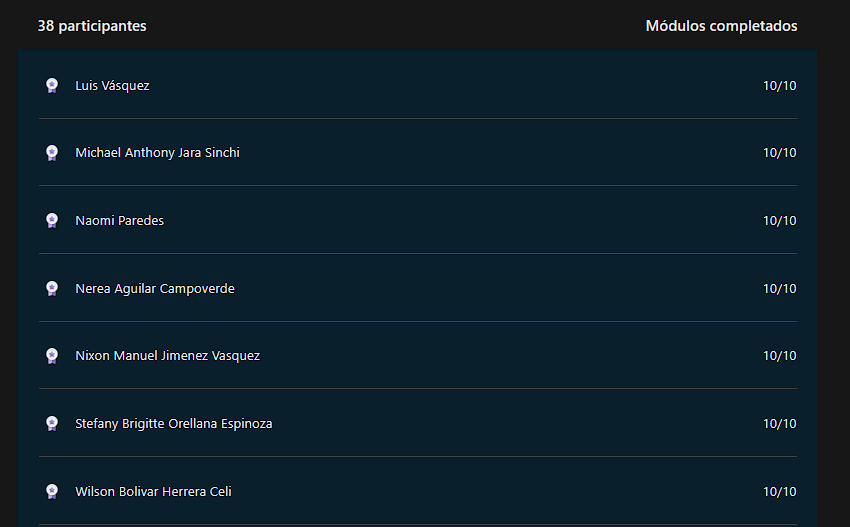 38 participantes Módulos completados
Luis Vásquez 10/10
Michael Anthony Jara Sinchi 10/10
Naomi Paredes 10/10
Nerea Aguilar Campoverde 10/10
Nixon Manuel Jimenez Vasquez 10/10
Stefany Brigitte Orellana Espinoza 10/10
Wilson Bolivar Herrera Celi 10/10